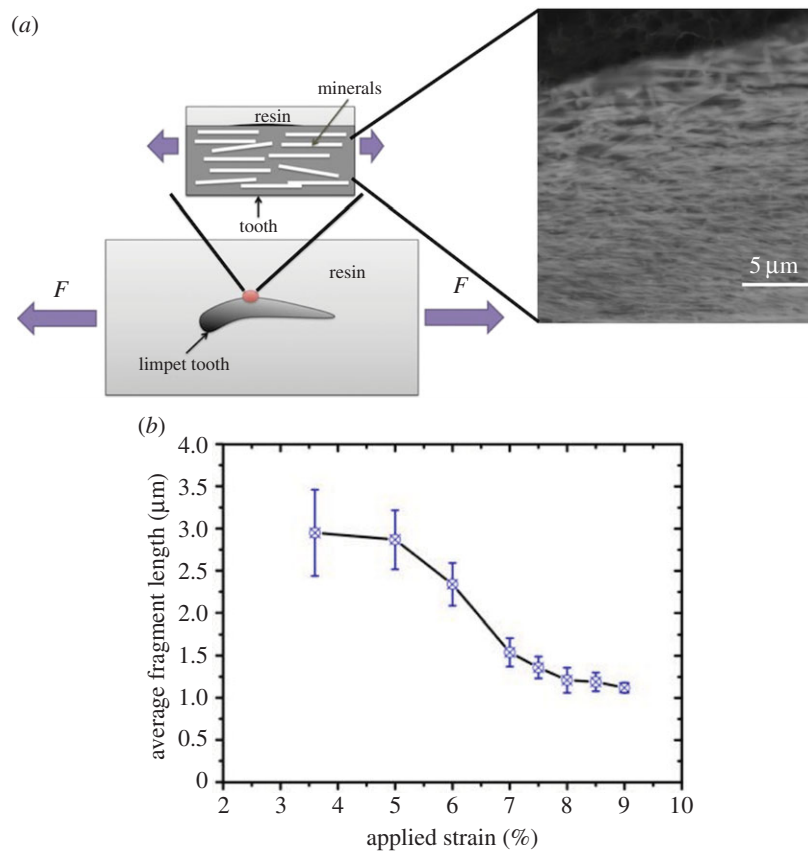 (a)
minerals
resin
tooth
resin
F
F
limpet tooth
5 µm
(b)
4.0
3.5
3.0
2.5
2.0
1.5
1.0
0.5
0
average fragment length (µm)
2 3 4 5 6 7 8 9 10
applied strain (%)